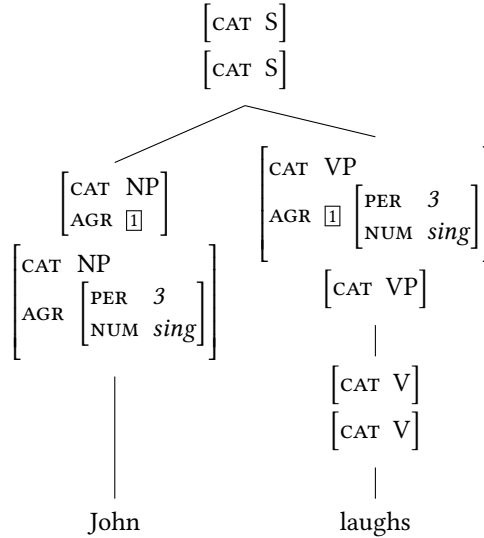 [CAT S]
[CAT S]
[CAT NP
AGR 1]
[CAT VP
AGR 1 [PER 3
NUM sing]]
[CAT NP
AGR [PER 3
NUM sing]]
[CAT VP]
[CAT V]
[CAT V]
John
laughs